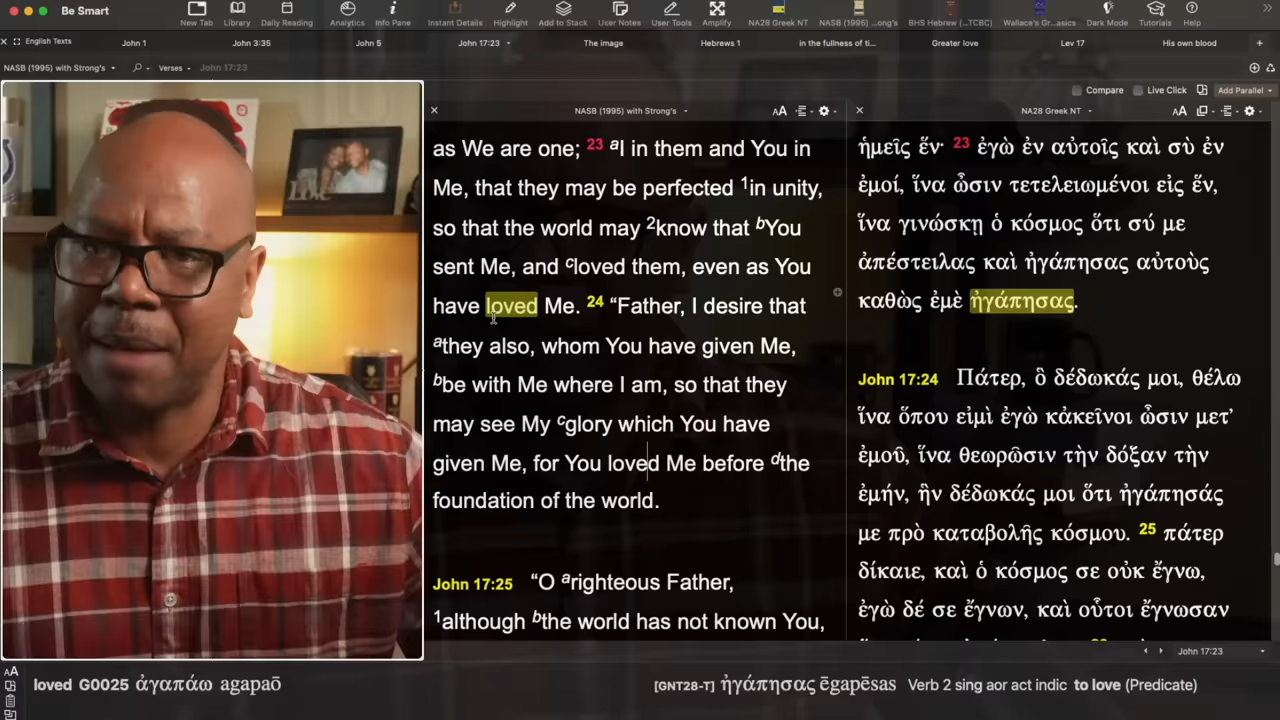 Be Smart
New Tab
Library
Daily Reading
Analytics
Info Pane
Instant Details
Highlight
Add to Stack
User Notes
User Tools
Amplify
NA28 Greek NT
NASB (1995) ...ong's
BHS Hebrew (...TCBC)
Wallace's Gr...asics
Dark Mode
Tutorials
Help
English Texts
John 1
John 3:35
John 5
John 17:23
The image
Hebrews 1
in the fullness of ti...
Greater love
Lev 17
His own blood
NASB (1995) with Strong's
Verses
John 17:23
Compare
Live Click
Add Parallel
NASB (1995) with Strong's
as We are one; 23 aI in them and You in
Me, that they may be perfected 1in unity,
so that the world may 2know that bYou
sent Me, and cloved them, even as You
have loved Me. 24 “Father, I desire that
athey also, whom You have given Me,
bbe with Me where I am, so that they
may see My cglory which You have
given Me, for You loved Me before dthe
foundation of the world.
John 17:25 “O arighteous Father,
1although bthe world has not known You,
NA28 Greek NT
ἡμεῖς ἕν· 23 ἐγὼ ἐν αὐτοῖς καὶ σὺ ἐν
ἐμοί, ἵνα ὦσιν τετελειωμένοι εἰς ἕν,
ἵνα γινώσκῃ ὁ κόσμος ὅτι σύ με
ἀπέστειλας καὶ ἠγάπησας αὐτοὺς
καθὼς ἐμὲ ἠγάπησας.
John 17:24 Πάτερ, ὃ δέδωκάς μοι, θέλω
ἵνα ὅπου εἰμὶ ἐγὼ κἀκεῖνοι ὦσιν μετ’
ἐμοῦ, ἵνα θεωρῶσιν τὴν δόξαν τὴν
ἐμήν, ἣν δέδωκάς μοι ὅτι ἠγάπησάς
με πρὸ καταβολῆς κόσμου. 25 πάτερ
δίκαιε, καὶ ὁ κόσμος σε οὐκ ἔγνω,
ἐγὼ δέ σε ἔγνων, καὶ οὗτοι ἔγνωσαν
John 17:23
loved G0025 ἀγαπάω agapaō
[GNT28-T] ἠγάπησας ēgapēsas Verb 2 sing aor act indic to love (Predicate)